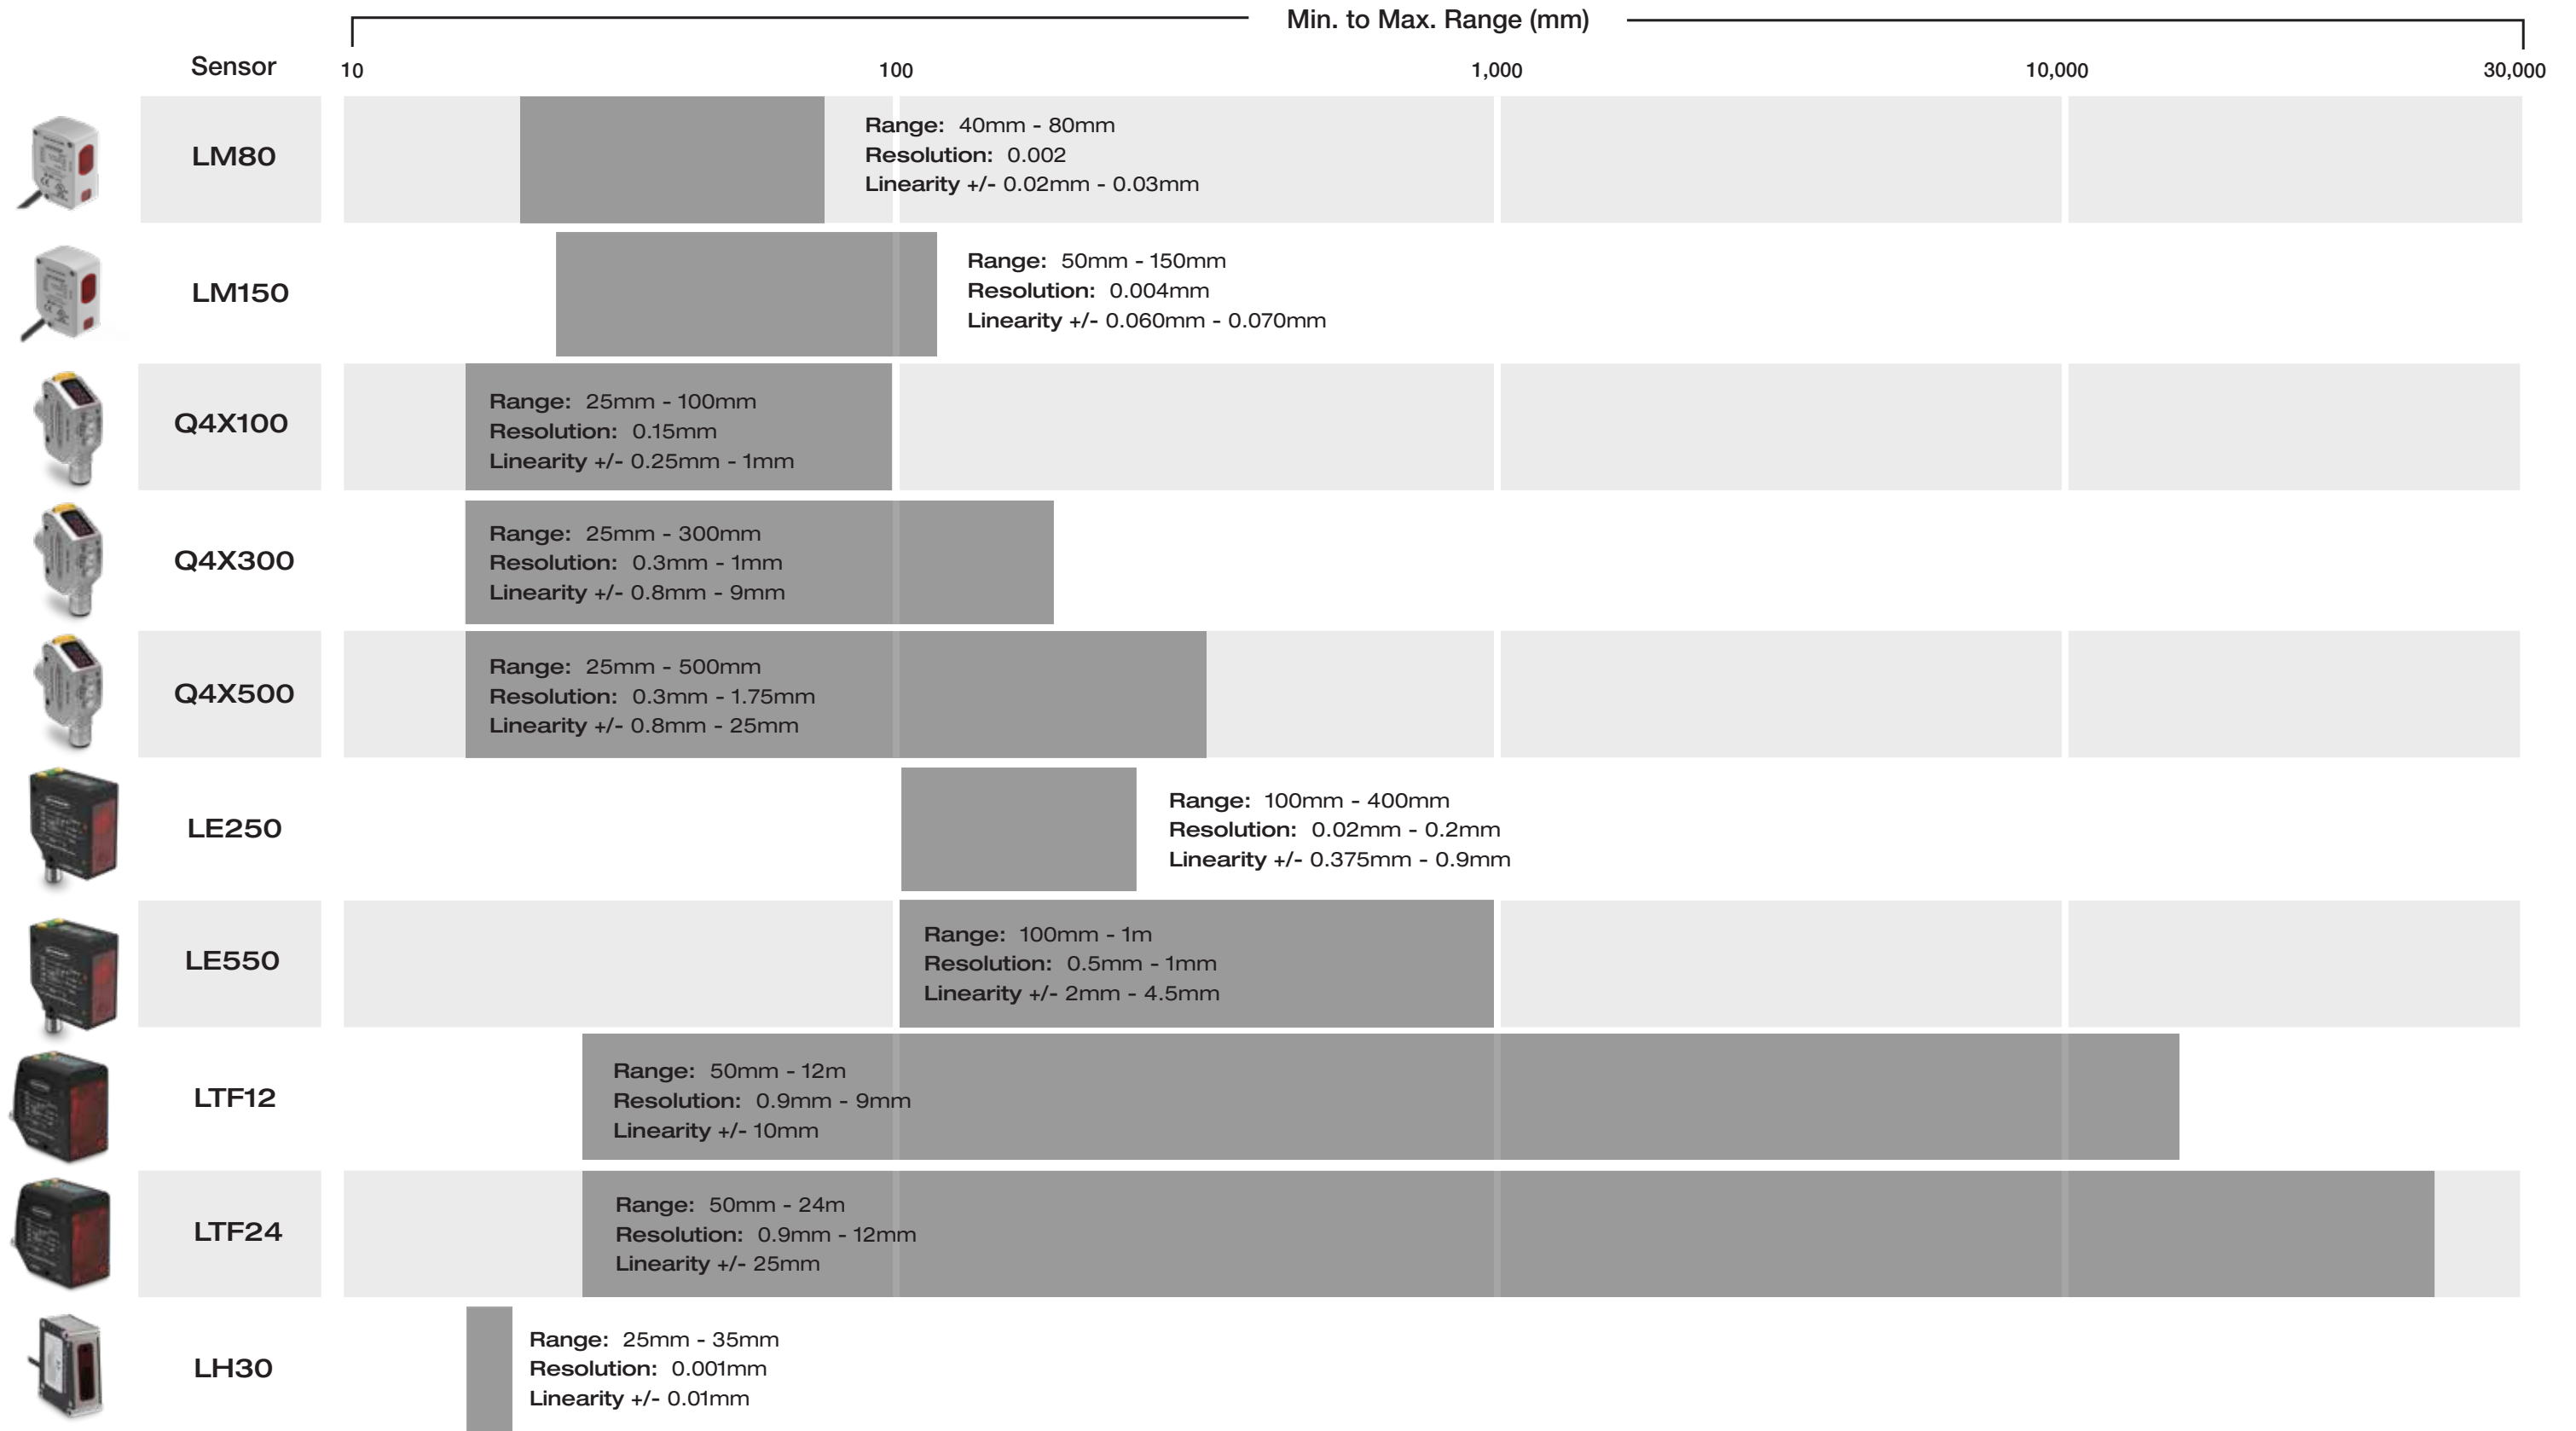 Min. to Max. Range (mm)
Sensor 10 100 1,000 10,000 30,000
LM80
Range: 40mm - 80mm
Resolution: 0.002
Linearity +/- 0.02mm - 0.03mm
LM150
Range: 50mm - 150mm
Resolution: 0.004mm
Linearity +/- 0.060mm - 0.070mm
Q4X100
Range: 25mm - 100mm
Resolution: 0.15mm
Linearity +/- 0.25mm - 1mm
Q4X300
Range: 25mm - 300mm
Resolution: 0.3mm - 1mm
Linearity +/- 0.8mm - 9mm
Q4X500
Range: 25mm - 500mm
Resolution: 0.3mm - 1.75mm
Linearity +/- 0.8mm - 25mm
LE250
Range: 100mm - 400mm
Resolution: 0.02mm - 0.2mm
Linearity +/- 0.375mm - 0.9mm
LE550
Range: 100mm - 1m
Resolution: 0.5mm - 1mm
Linearity +/- 2mm - 4.5mm
LTF12
Range: 50mm - 12m
Resolution: 0.9mm - 9mm
Linearity +/- 10mm
LTF24
Range: 50mm - 24m
Resolution: 0.9mm - 12mm
Linearity +/- 25mm
LH30
Range: 25mm - 35mm
Resolution: 0.001mm
Linearity +/- 0.01mm